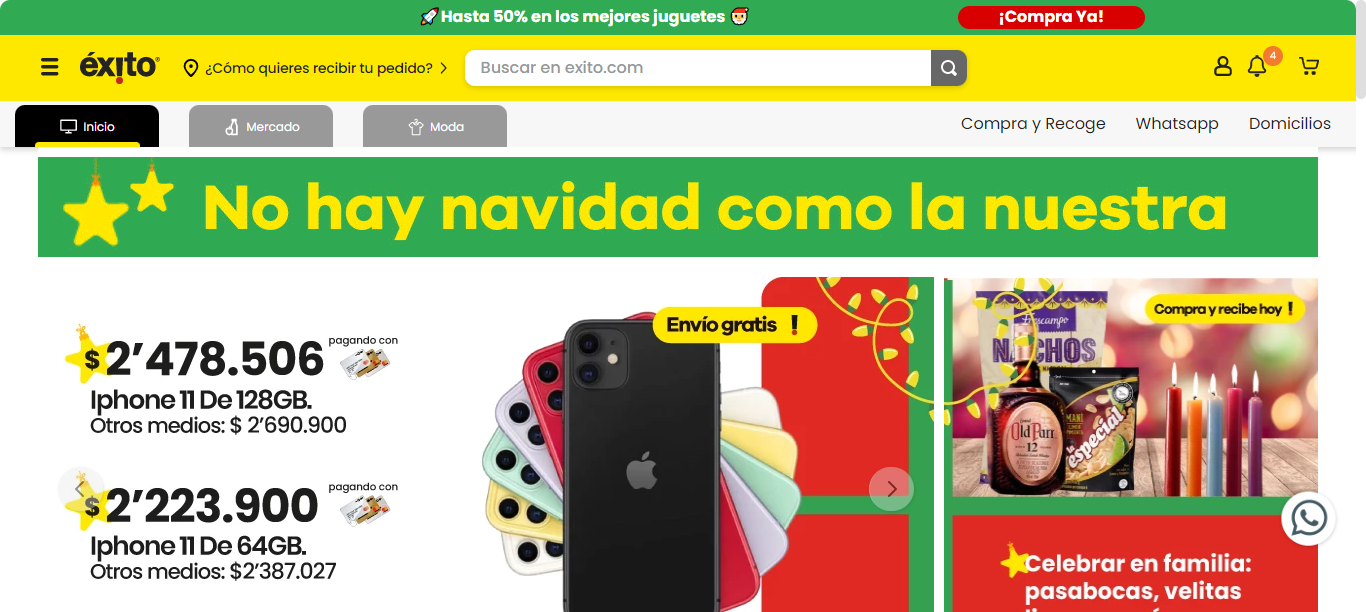 Hasta 50% en los mejores juguetes
¡Compra Ya!
éxito
¿Cómo quieres recibir tu pedido?
Buscar en exito.com
4
Inicio
Mercado
Moda
Compra y Recoge
Whatsapp
Domicilios
No hay navidad como la nuestra
$2'478.506
pagando con
Iphone 11 De 128GB.
Otros medios: $ 2'690.900
$2'223.900
pagando con
Iphone 11 De 64GB.
Otros medios: $2'387.027
Envío gratis !
Compra y recibe hoy !
Frescampo
NACHOS
Old Parr
12
MANI
la especial
Celebrar en familia:
pasabocas, velitas